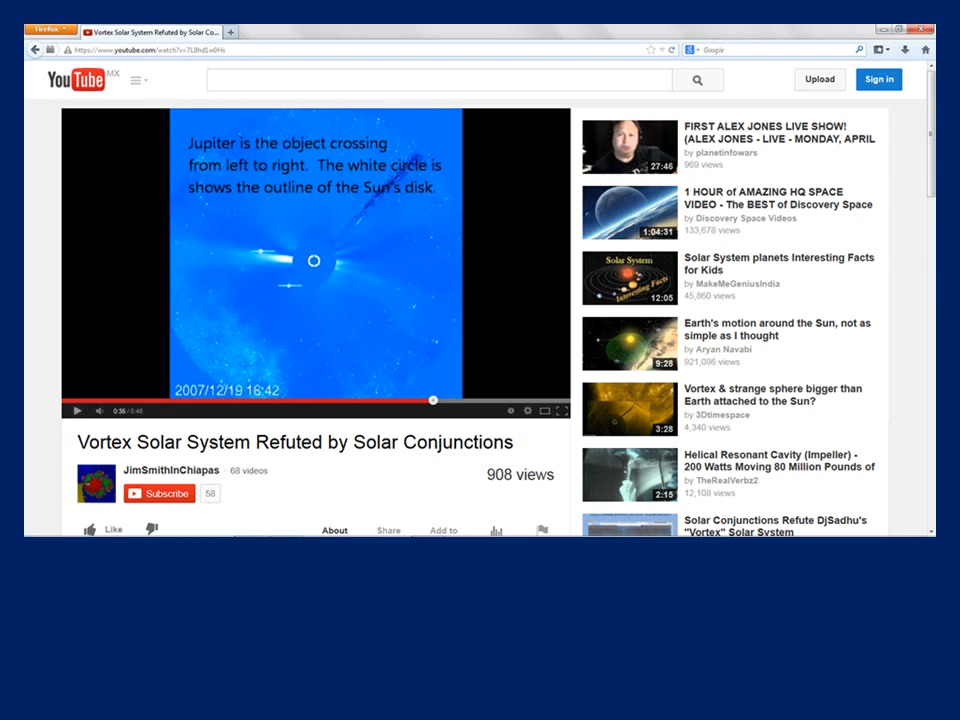 Firefox
Vortex Solar System Refuted by Solar Co...
https://www.youtube.com/watch?v=7LIlhd1w0Hs
Google
YouTube MX
Upload
Sign in
Jupiter is the object crossing
from left to right. The white circle is
shows the outline of the Sun's disk.
2007/12/19 16:42
0:35 / 0:48
Vortex Solar System Refuted by Solar Conjunctions
JimSmithInChiapas · 68 videos
Subscribe 58
908 views
Like
About
Share
Add to
27:46
FIRST ALEX JONES LIVE SHOW!
(ALEX JONES - LIVE - MONDAY, APRIL
by planetinfowars
969 views
1:04:31
1 HOUR of AMAZING HQ SPACE
VIDEO - The BEST of Discovery Space
by Discovery Space Videos
133,678 views
Solar System
Interesting Facts
12:05
Solar System planets Interesting Facts
for Kids
by MakeMeGeniusIndia
45,860 views
9:28
Earth's motion around the Sun, not as
simple as I thought
by Aryan Navabi
921,086 views
3:28
Vortex & strange sphere bigger than
Earth attached to the Sun?
by 3Dtimespace
4,340 views
2:15
Helical Resonant Cavity (Impeller) -
200 Watts Moving 80 Million Pounds of
by TheRealVerbz2
12,108 views
Solar Conjunctions Refute DjSadhu's
"Vortex" Solar System